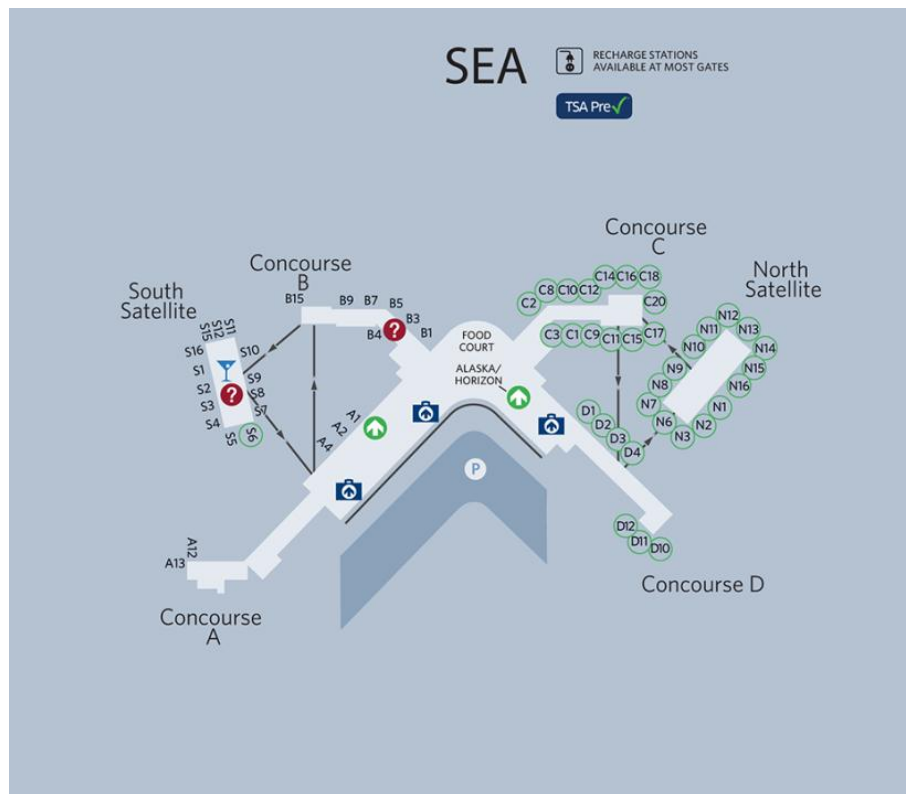 SEA
RECHARGE STATIONS
AVAILABLE AT MOST GATES
TSA Pre✓
Concourse
C
North
Satellite
South
Satellite
Concourse
B
B15
B9
B7
B5
B3
B1
B4
?
S11
S12
S15
S16
S10
S1
S2
S3
S4
S5
S6
S7
S8
S9
?
FOOD
COURT
ALASKA/
HORIZON
A1
A2
A4
P
C2
C8
C10
C12
C14
C16
C18
C20
C3
C1
C9
C11
C15
C17
N12
N11
N13
N10
N14
N9
N15
N8
N16
N7
N1
N6
N2
N3
D1
D2
D3
D4
D12
D11
D10
Concourse D
A12
A13
Concourse
A